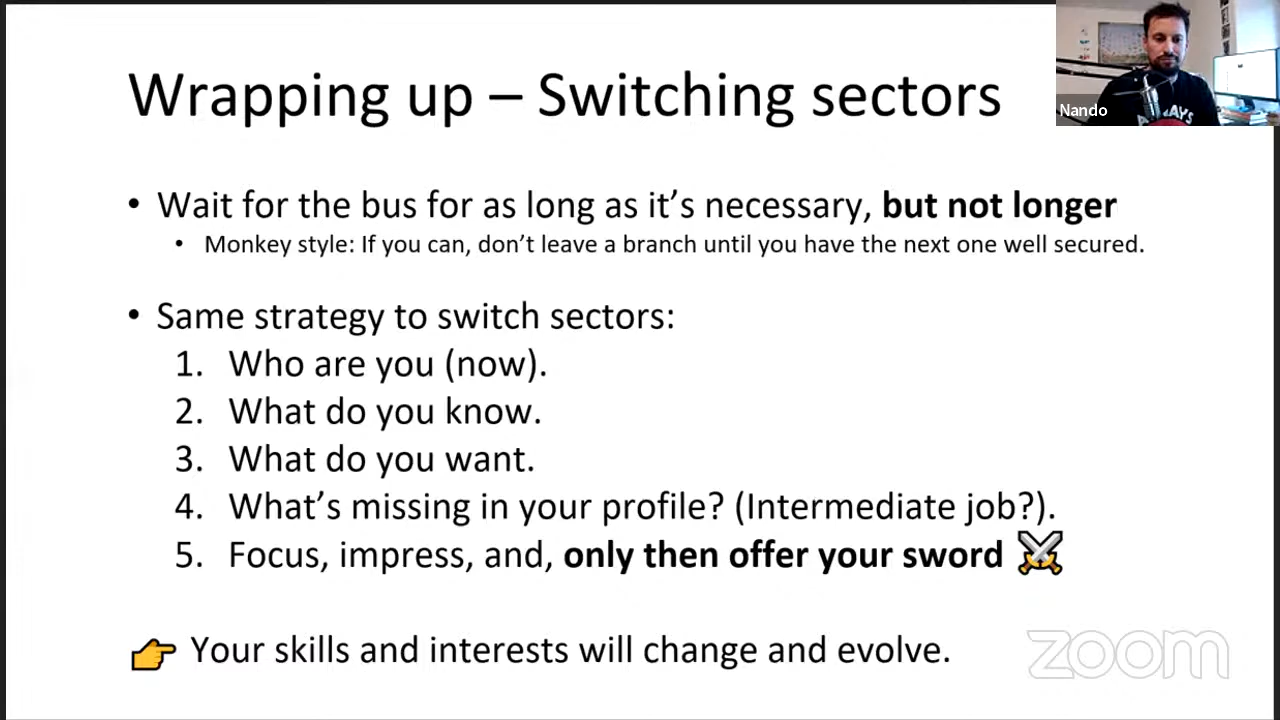 Wrapping up – Switching sectors
Nando
• Wait for the bus for as long as it's necessary, but not longer
• Monkey style: If you can, don't leave a branch until you have the next one well secured.
• Same strategy to switch sectors:
1. Who are you (now).
2. What do you know.
3. What do you want.
4. What's missing in your profile? (Intermediate job?).
5. Focus, impress, and, only then offer your sword ⚔️
👉 Your skills and interests will change and evolve.
zoom